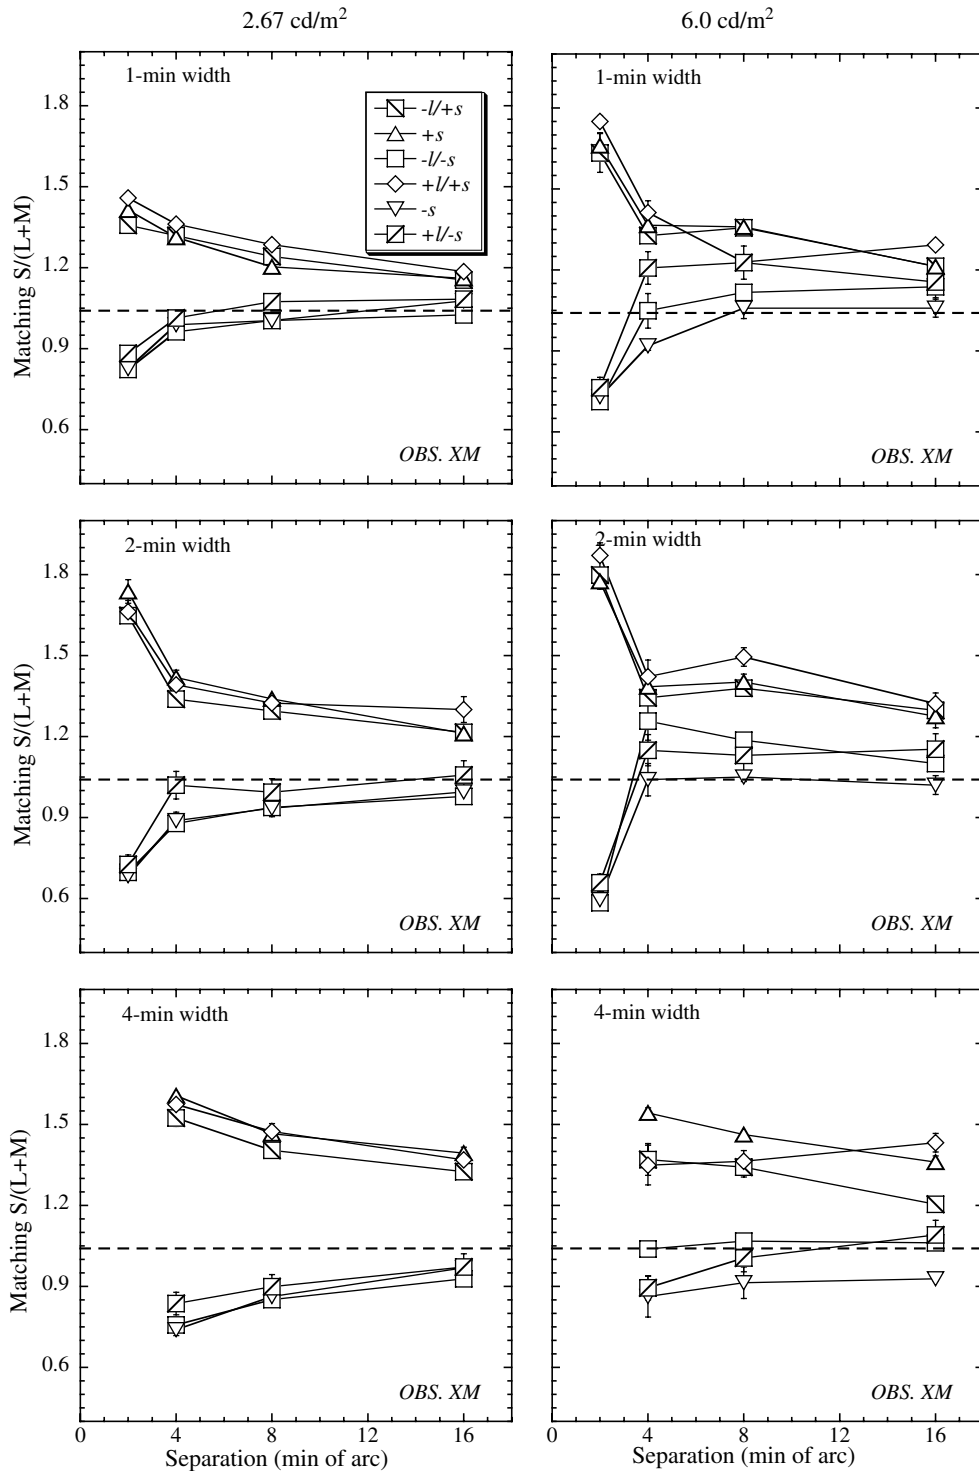 2.67 cd/m²
6.0 cd/m²
1-min width
1-min width
-l/+s
+s
-l/-s
+l/+s
-s
+l/-s
1.8
1.5
1.2
0.9
0.6
Matching S/(L+M)
OBS. XM
OBS. XM
2-min width
2-min width
1.8
1.5
1.2
0.9
0.6
Matching S/(L+M)
OBS. XM
OBS. XM
4-min width
4-min width
1.8
1.5
1.2
0.9
0.6
Matching S/(L+M)
OBS. XM
OBS. XM
0 4 8 12 16
0 4 8 12 16
Separation (min of arc)
Separation (min of arc)